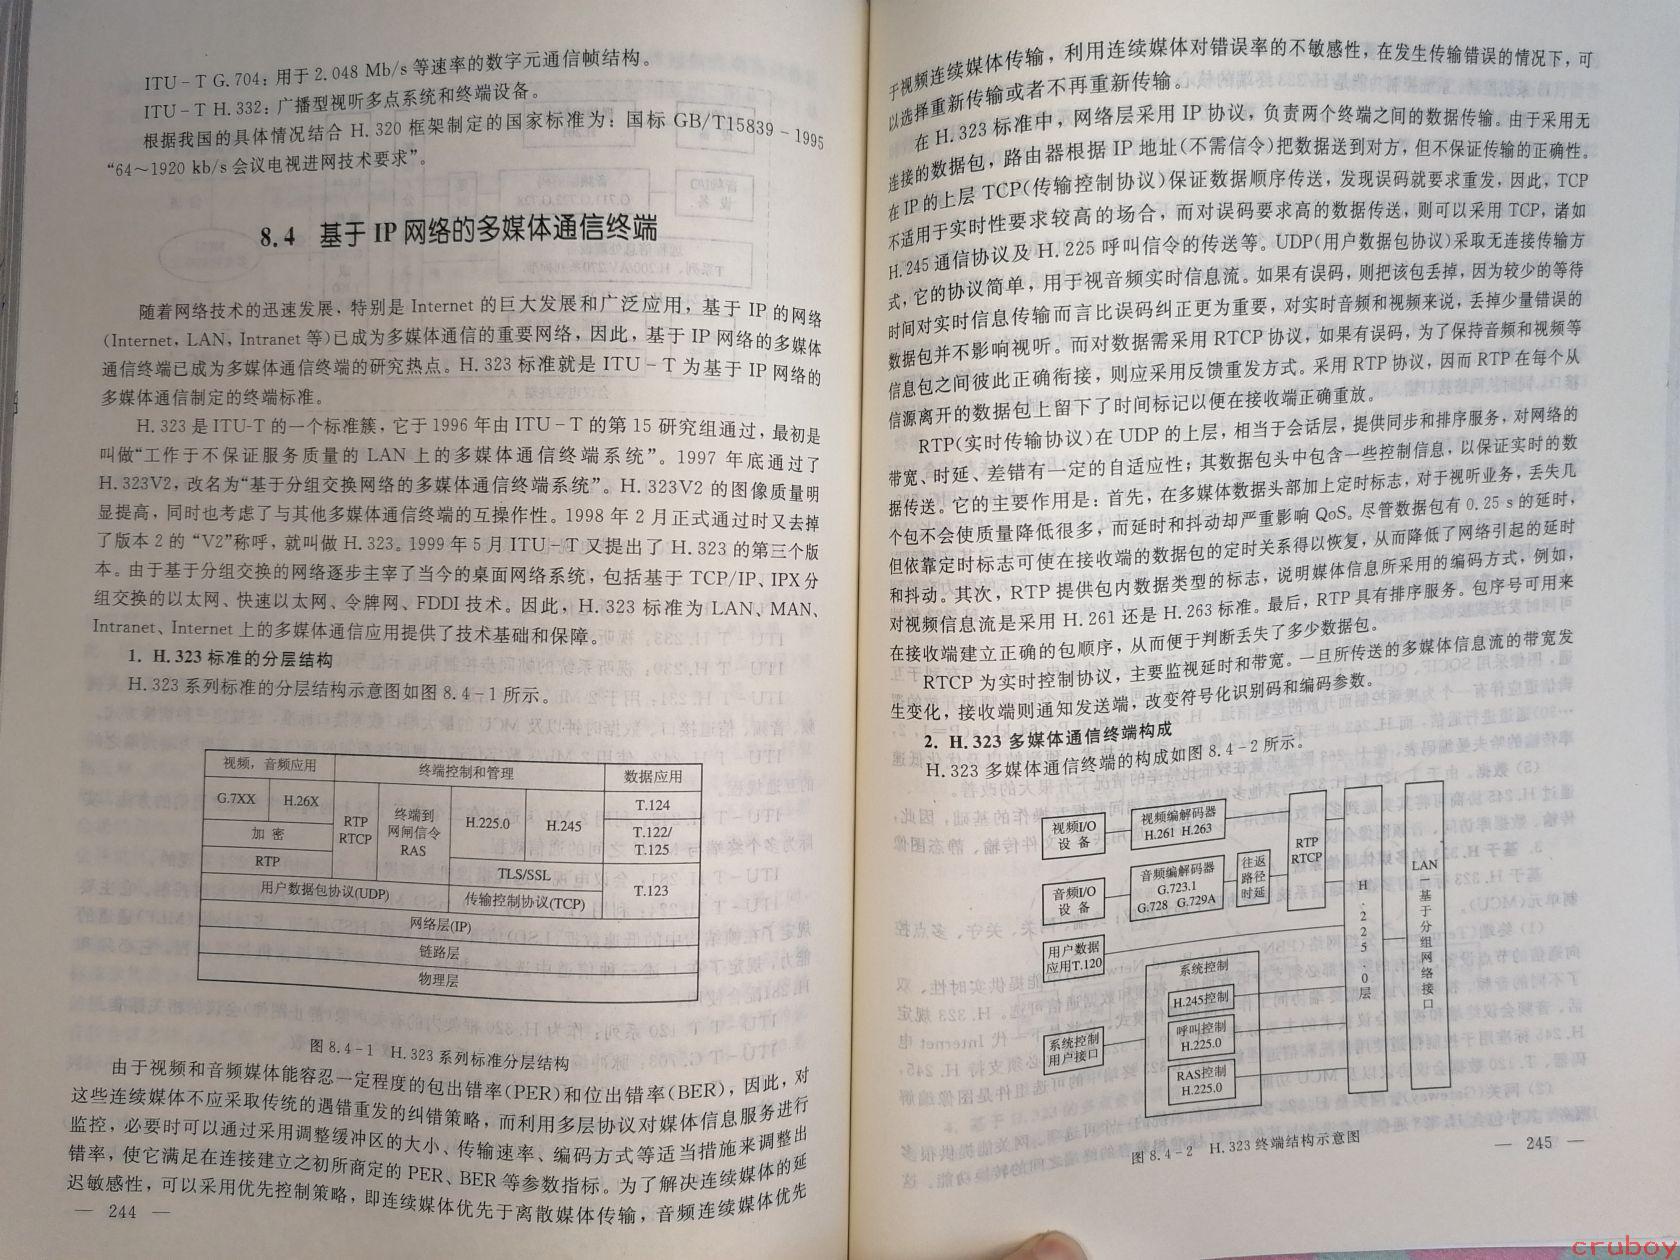 ITU-T G.704：用于2.048 Mb/s等速率的数字元通信帧结构。
ITU-T H.332：广播型视听多点系统和终端设备。
根据我国的具体情况结合 H.320 框架制定的国家标准为：国标 GB/T15839-1995
“64～1920 kb/s会议电视进网技术要求”。
8.4 基于IP网络的多媒体通信终端
随着网络技术的迅速发展，特别是 Internet 的巨大发展和广泛应用，基于 IP 的网络
(Internet，LAN，Intranet 等)已成为多媒体通信的重要网络，因此，基于 IP 网络的多媒体
通信终端已成为多媒体通信终端的研究热点。H.323 标准就是 ITU-T 为基于 IP 网络的
多媒体通信制定的终端标准。
H.323 是 ITU-T 的一个标准簇，它于 1996 年由 ITU-T 的第 15 研究组通过，最初是
叫做“工作于不保证服务质量的 LAN 上的多媒体通信终端系统”。1997 年底通过了
H.323V2，改名为“基于分组交换网络的多媒体通信终端系统”。H.323V2 的图像质量明
显提高，同时也考虑了与其他多媒体通信终端的互操作性。1998 年 2 月正式通过时又去掉
了版本 2 的 “V2”称呼，就叫做 H.323。1999 年 5 月 ITU-T 又提出了 H.323 的第三个版
本。由于基于分组交换的网络逐步主宰了当今的桌面网络系统，包括基于 TCP/IP、IPX 分
组交换的以太网、快速以太网、令牌网、FDDI 技术。因此，H.323 标准为 LAN、MAN、
Intranet、Internet 上的多媒体通信应用提供了技术基础和保障。
1. H.323 标准的分层结构
H.323 系列标准的分层结构示意图如图 8.4-1 所示。
视频，音频应用
终端控制和管理
数据应用
G.7XX
H.26X
RTP
RTCP
终端到
网闸信令
RAS
H.225.0
H.245
T.124
T.122/
T.125
加 密
RTP
TLS/SSL
T.123
用户数据包协议(UDP)
传输控制协议(TCP)
网络层(IP)
链路层
物理层
图 8.4-1 H.323 系列标准分层结构
由于视频和音频媒体能容忍一定程度的包出错率(PER)和位出错率(BER)，因此，对
这些连续媒体不应采取传统的遇错重发的纠错策略，而利用多层协议对媒体信息服务进行
监控，必要时可以通过采用调整缓冲区的大小、传输速率、编码方式等适当措施来调整出
错率，使它满足在连接建立之初所商定的 PER、BER 等参数指标。为了解决连续媒体的延
迟敏感性，可以采用优先控制策略，即连续媒体优先于离散媒体传输，音频连续媒体优先
— 244 —
于视频连续媒体传输，利用连续媒体对错误率的不敏感性，在发生传输错误的情况下，可
以选择重新传输或者不再重新传输。
在 H.323 标准中，网络层采用 IP 协议，负责两个终端之间的数据传输。由于采用无
连接的数据包，路由器根据 IP 地址(不需信令)把数据送到对方，但不保证传输的正确性。
在 IP 的上层 TCP(传输控制协议)保证数据顺序传送，发现误码就要求重发，因此，TCP
不适用于实时性要求较高的场合，而对误码要求高的数据传送，则可以采用 TCP，诸如
H.245 通信协议及 H.225 呼叫信令的传送等。UDP(用户数据包协议)采取无连接传输方
式，它的协议简单，用于视音频实时信息流。如果有误码，则把该包丢掉，因为较少的等待
时间对实时信息传输而言比误码纠正更为重要，对实时音频和视频来说，丢掉少量错误的
数据包并不影响视听。而对数据需采用 RTCP 协议，如果有误码，为了保持音频和视频等
信息包之间彼此正确衔接，则应采用反馈重发方式。采用 RTP 协议，因而 RTP 在每个从
信源离开的数据包上留下了时间标记以便在接收端正确重放。
RTP(实时传输协议)在 UDP 的上层，相当于会话层，提供同步和排序服务，对网络的
带宽、时延、差错有一定的自适应性；其数据包头中包含一些控制信息，以保证实时的数
据传送。它的主要作用是：首先，在多媒体数据头部加上定时标志，对于视听业务，丢失几
个包不会使质量降低很多，而延时和抖动却严重影响 QoS。尽管数据包有 0.25 s 的延时，
但依靠定时标志可使在接收端的数据包的定时关系得以恢复，从而降低了网络引起的延时
和抖动。其次，RTP 提供包内数据类型的标志，说明媒体信息所采用的编码方式，例如，
对视频信息流是采用 H.261 还是 H.263 标准。最后，RTP 具有排序服务。包序号可用来
在接收端建立正确的包顺序，从而便于判断丢失了多少数据包。
RTCP 为实时控制协议，主要监视延时和带宽。一旦所传送的多媒体信息流的带宽发
生变化，接收端则通知发送端，改变符号化识别码和编码参数。
2. H.323 多媒体通信终端构成
H.323 多媒体通信终端的构成如图 8.4-2 所示。
视频I/O
设 备
视频编解码器
H.261 H.263
音频I/O
设 备
音频编解码器
G.723.1
G.728 G.729A
往返
路径
时延
RTP
RTCP
H.225.0层
LAN—基于分组网络接口
用户数据
应用T.120
系统控制
H.245控制
系统控制
用户接口
呼叫控制
H.225.0
RAS控制
H.225.0
图 8.4-2 H.323 终端结构示意图
— 245 —
cruboy